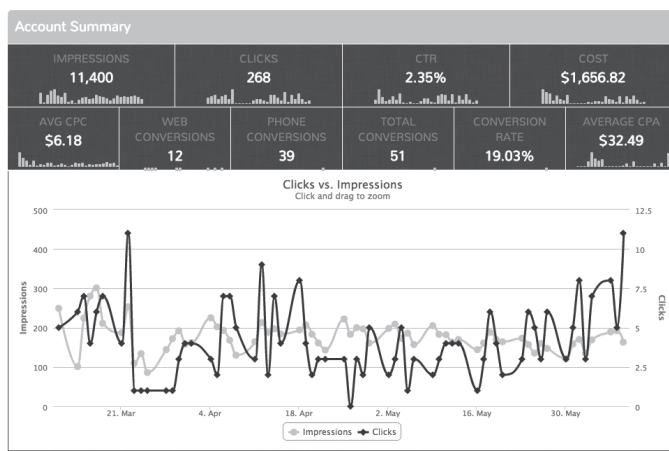 Account Summary
IMPRESSIONS
11,400
CLICKS
268
CTR
2.35%
COST
$1,656.82
AVG CPC
$6.18
WEB
CONVERSIONS
12
PHONE
CONVERSIONS
39
TOTAL
CONVERSIONS
51
CONVERSION
RATE
19.03%
AVERAGE CPA
$32.49
Clicks vs. Impressions
Click and drag to zoom
Impressions
500
400
300
200
100
0
12.5
10
7.5
5
2.5
0
Clicks
21. Mar
4. Apr
18. Apr
2. May
16. May
30. May
Impressions
Clicks